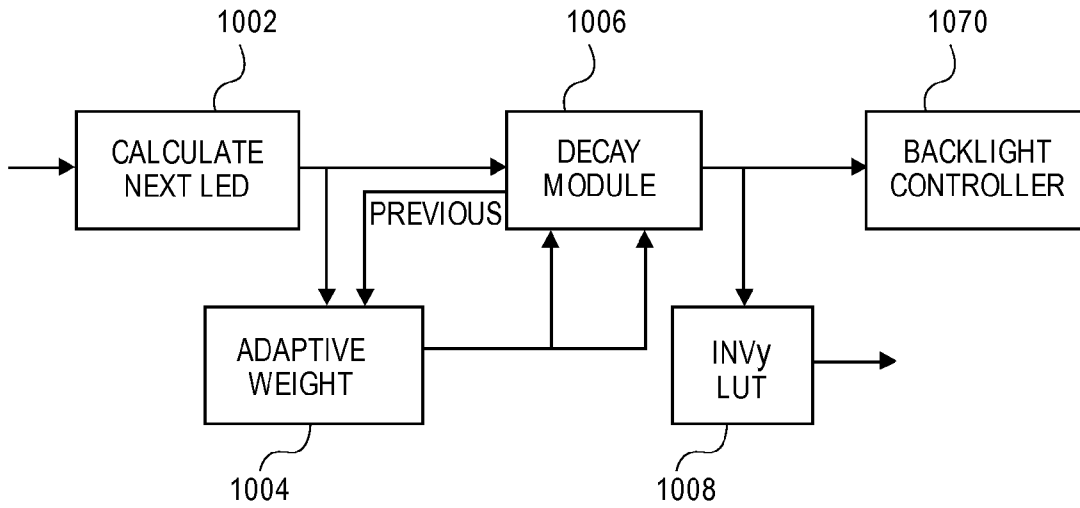 1002
1006
1070
CALCULATE
NEXT LED
DECAY
MODULE
BACKLIGHT
CONTROLLER
PREVIOUS
ADAPTIVE
WEIGHT
INVy
LUT
1004
1008